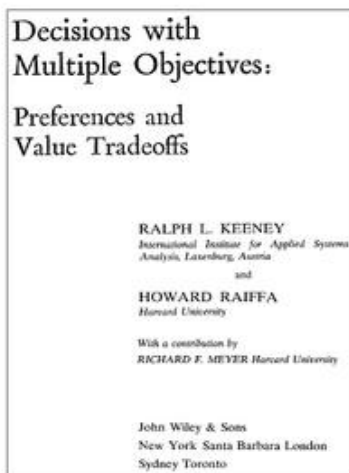 Decisions with
Multiple Objectives:
Preferences and
Value Tradeoffs
RALPH L. KEENEY
International Institute for Applied Systems
Analysis, Laxenburg, Austria
and
HOWARD RAIFFA
Harvard University
With a contribution by
RICHARD F. MEYER Harvard University
John Wiley & Sons
New York Santa Barbara London
Sydney Toronto